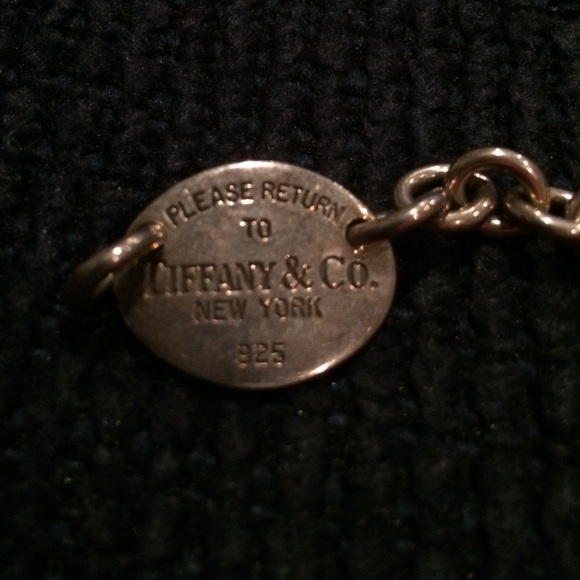 PLEASE RETURN
TO
TIFFANY & CO.
NEW YORK
925